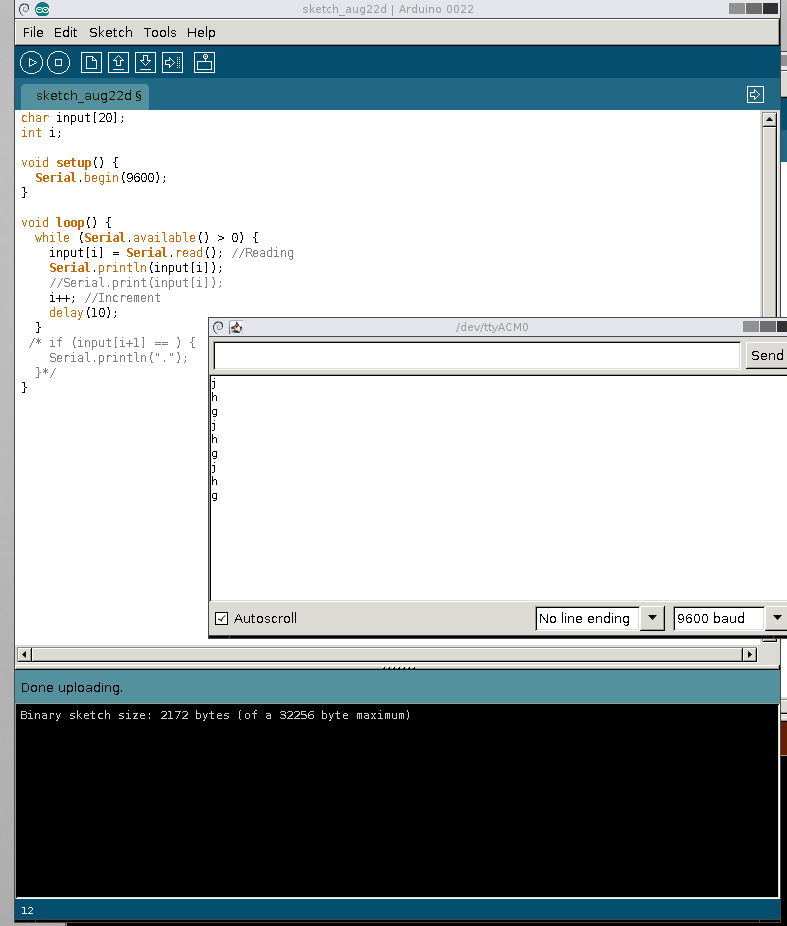 sketch_aug22d | Arduino 0022
File Edit Sketch Tools Help
sketch_aug22d §
char input[20];
int i;
void setup() {
Serial.begin(9600);
}
void loop() {
while (Serial.available() > 0) {
input[i] = Serial.read(); //Reading
Serial.println(input[i]);
//Serial.print(input[i]);
i++; //Increment
delay(10);
}
/* if (input[i+1] == ) {
Serial.println(".");
}*/
}
/dev/ttyACM0
Send
j
h
g
j
h
g
j
h
g
Autoscroll
No line ending
9600 baud
Done uploading.
Binary sketch size: 2172 bytes (of a 32256 byte maximum)
12